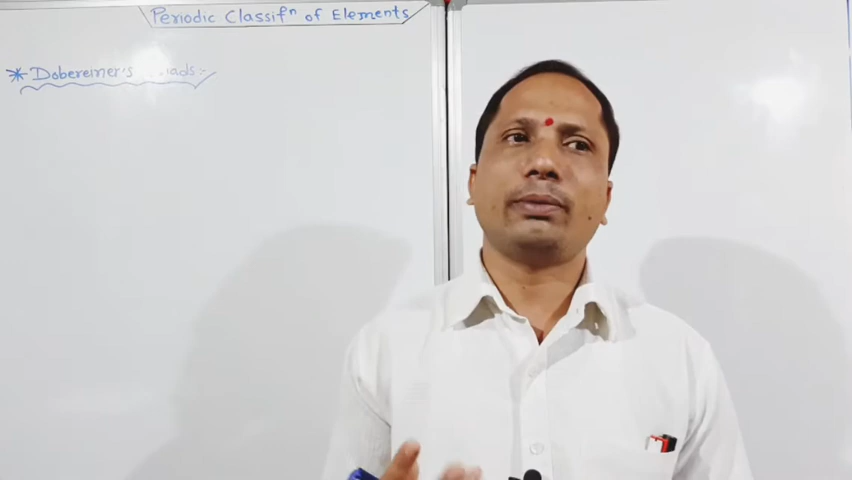 Periodic Classifⁿ of Elements
* Dobereiner's :-